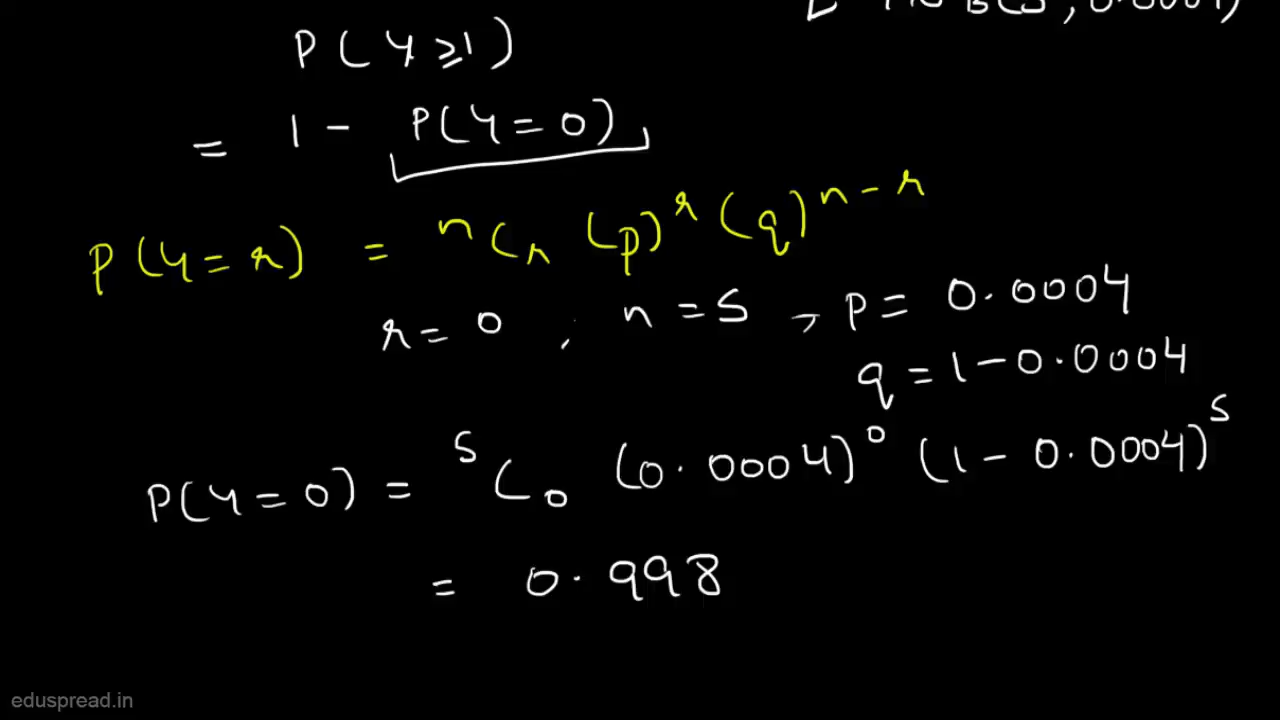 P(Y≥1)
= 1 - P(Y=0)
P(Y=r) = ⁿCᵣ (p)ʳ (q)ⁿ⁻ʳ
r=0 , n=5 , p= 0.0004
q=1-0.0004
P(Y=0) = ⁵C₀ (0.0004)⁰ (1-0.0004)⁵
= 0.998
eduspread.in